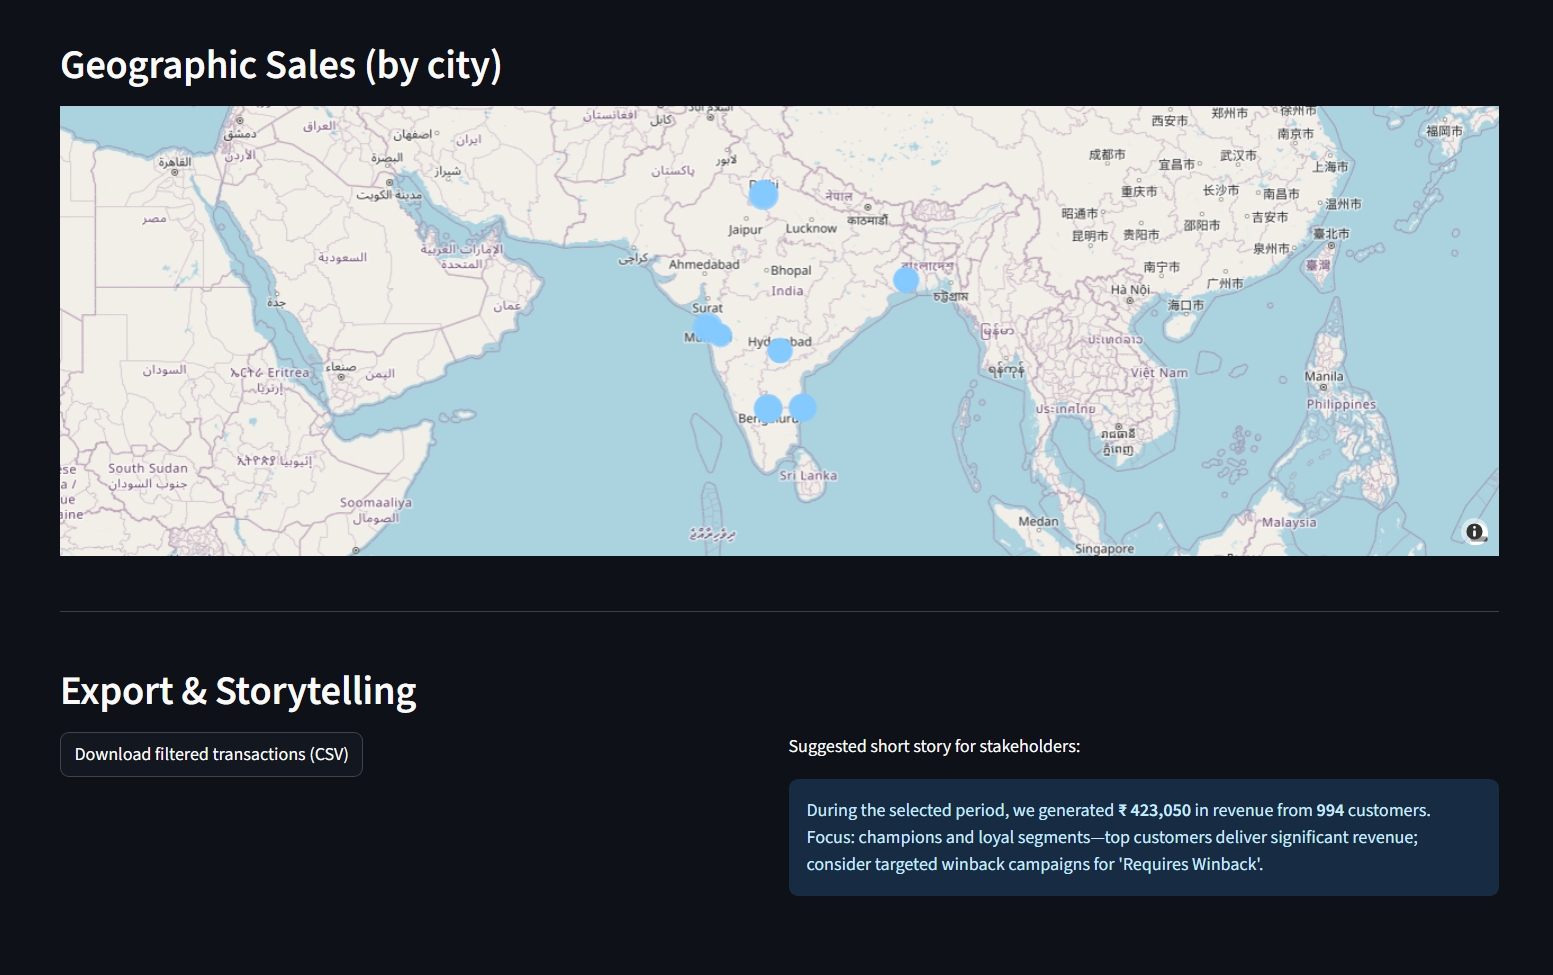 Geographic Sales (by city)
دمشق
العراق
اصفهان
ایران
افغانستان
کابل
القاهرة
الأردن
البصرة
شیراز
لاہور
پاکستان
مدينة الكويت
مصر
السعودية
الإمارات العربية
المتحدة
عمان
جدة
کراچی
صنعاء
اليمن
السودان
ኤርትራ Eritrea
إرتريا
South Sudan
جنوب السودان
ኢትዮጵያ إثيوبيا
Soomaaliya
الصومال
नेपाल
काठमाडौं
Jaipur
Lucknow
Ahmedabad
Bhopal
India
Surat
বাংলাদেশ
চট্টগ্রাম
Sri Lanka
ދިވެހިރާއްޖެ
西安市
郑州市
徐州市
南京市
成都市
宜昌市
武汉市
上海市
福岡市
重庆市
长沙市
南昌市
温州市
昭通市
邵阳市
吉安市
昆明市
贵阳市
泉州市
臺北市
臺灣
南宁市
广州市
Hà Nội
海口市
မြန်မာ
ရန်ကုန်
ประเทศไทย
ປະເທດລາວ
Việt Nam
រាជធានី
ភ្នំពេញ
Manila
Philippines
Medan
Malaysia
Singapore
Export & Storytelling
Download filtered transactions (CSV)
Suggested short story for stakeholders:
During the selected period, we generated ₹ 423,050 in revenue from 994 customers.
Focus: champions and loyal segments—top customers deliver significant revenue;
consider targeted winback campaigns for 'Requires Winback'.